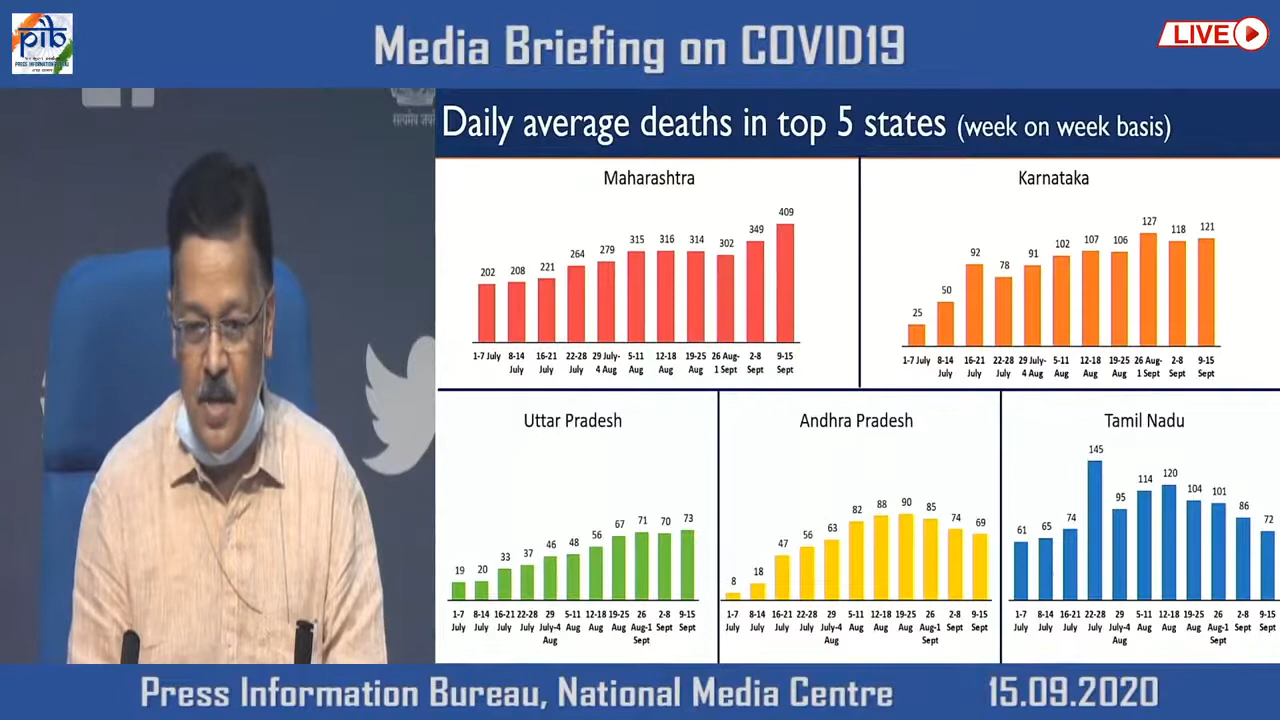 pib
PRESS INFORMATION BUREAU
Media Briefing on COVID19
LIVE
सत्यमेव जयते
Daily average deaths in top 5 states (week on week basis)
Maharashtra
202 208 221 264 279 315 316 314 302 349 409
1-7 July 8-14 July 16-21 July 22-28 July 29 July-4 Aug 5-11 Aug 12-18 Aug 19-25 Aug 26 Aug-1 Sept 2-8 Sept 9-15 Sept
Karnataka
25 50 92 78 91 102 107 106 127 118 121
1-7 July 8-14 July 16-21 July 22-28 July 29 July-4 Aug 5-11 Aug 12-18 Aug 19-25 Aug 26 Aug-1 Sept 2-8 Sept 9-15 Sept
Uttar Pradesh
19 20 33 37 46 48 56 67 71 70 73
1-7 July 8-14 July 16-21 July 22-28 July 29 July-4 Aug 5-11 Aug 12-18 Aug 19-25 Aug 26 Aug-1 Sept 2-8 Sept 9-15 Sept
Andhra Pradesh
8 18 47 56 63 82 88 90 85 74 69
1-7 July 8-14 July 16-21 July 22-28 July 29 July-4 Aug 5-11 Aug 12-18 Aug 19-25 Aug 26 Aug-1 Sept 2-8 Sept 9-15 Sept
Tamil Nadu
61 65 74 145 95 114 120 104 101 86 72
1-7 July 8-14 July 16-21 July 22-28 July 29 July-4 Aug 5-11 Aug 12-18 Aug 19-25 Aug 26 Aug-1 Sept 2-8 Sept 9-15 Sept
Press Information Bureau, National Media Centre 15.09.2020